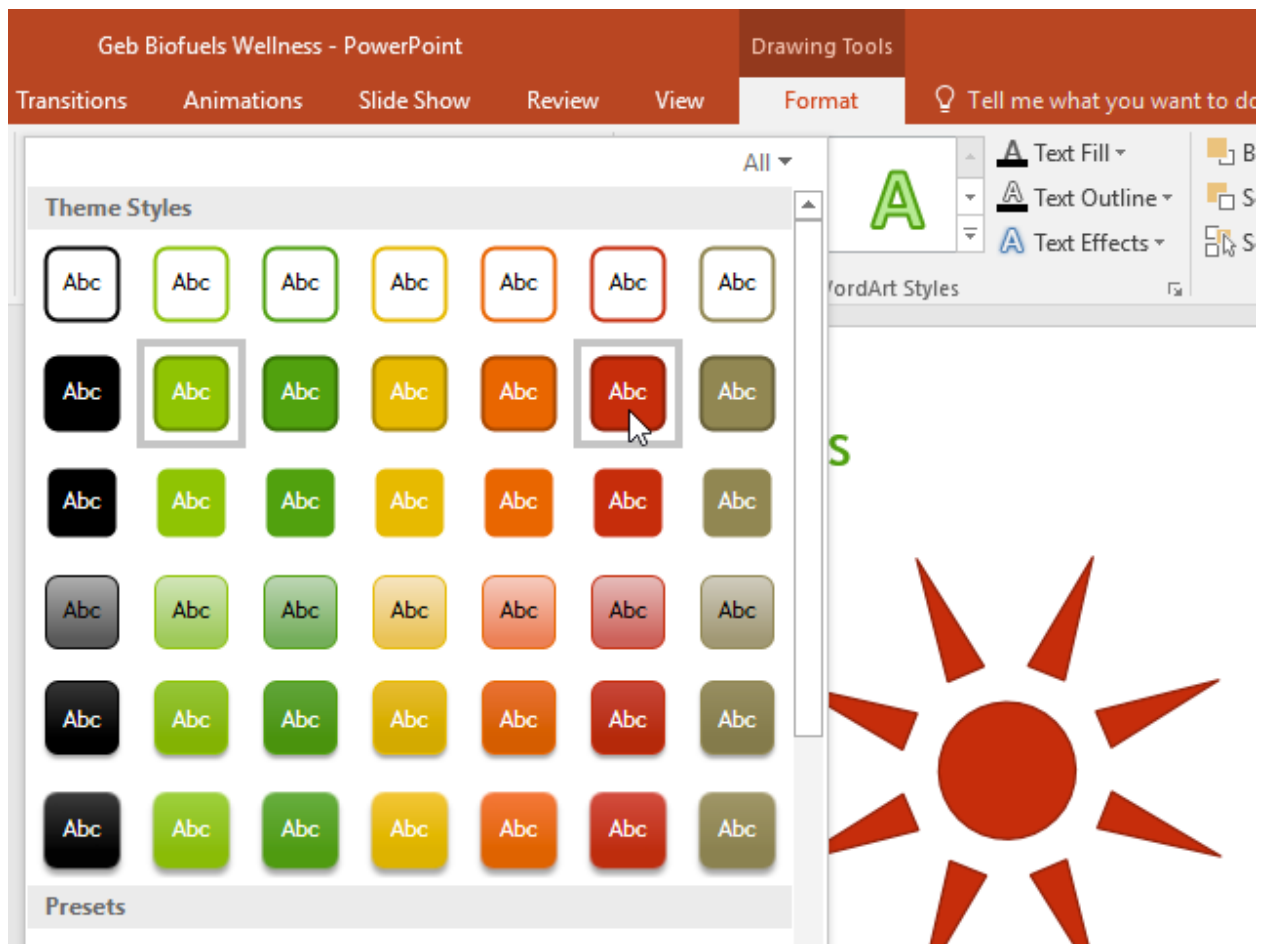 Geb Biofuels Wellness - PowerPoint
Drawing Tools
Transitions Animations Slide Show Review View Format Tell me what you want to do
All
Theme Styles
Abc Abc Abc Abc Abc Abc Abc
Abc Abc Abc Abc Abc Abc Abc
Abc Abc Abc Abc Abc Abc Abc
Abc Abc Abc Abc Abc Abc Abc
Abc Abc Abc Abc Abc Abc Abc
Abc Abc Abc Abc Abc Abc Abc
Presets
A
A Text Fill
A Text Outline
A Text Effects
B
S
S
WordArt Styles
s